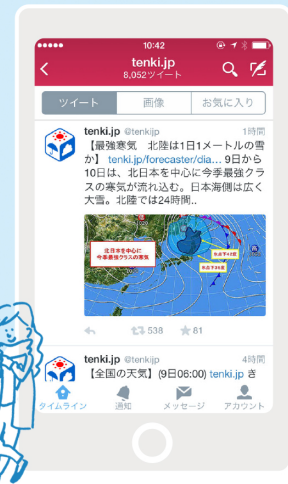 10:42
tenki.jp
8,052ツイート
ツイート 画像 お気に入り
tenki.jp @tenkijp 1時間
【最強寒気 北陸は1日1メートルの雪
か】 tenki.jp/forecaster/dia... 9日から
10日は、北日本を中心に今季最強クラ
スの寒気が流れ込む。日本海側は広く
大雪。北陸では24時間..
北日本を中心に
今季最強クラスの寒気
538 81
tenki.jp @tenkijp 4時間
【全国の天気】(9日06:00) tenki.jp き
タイムライン 通知 メッセージ アカウント